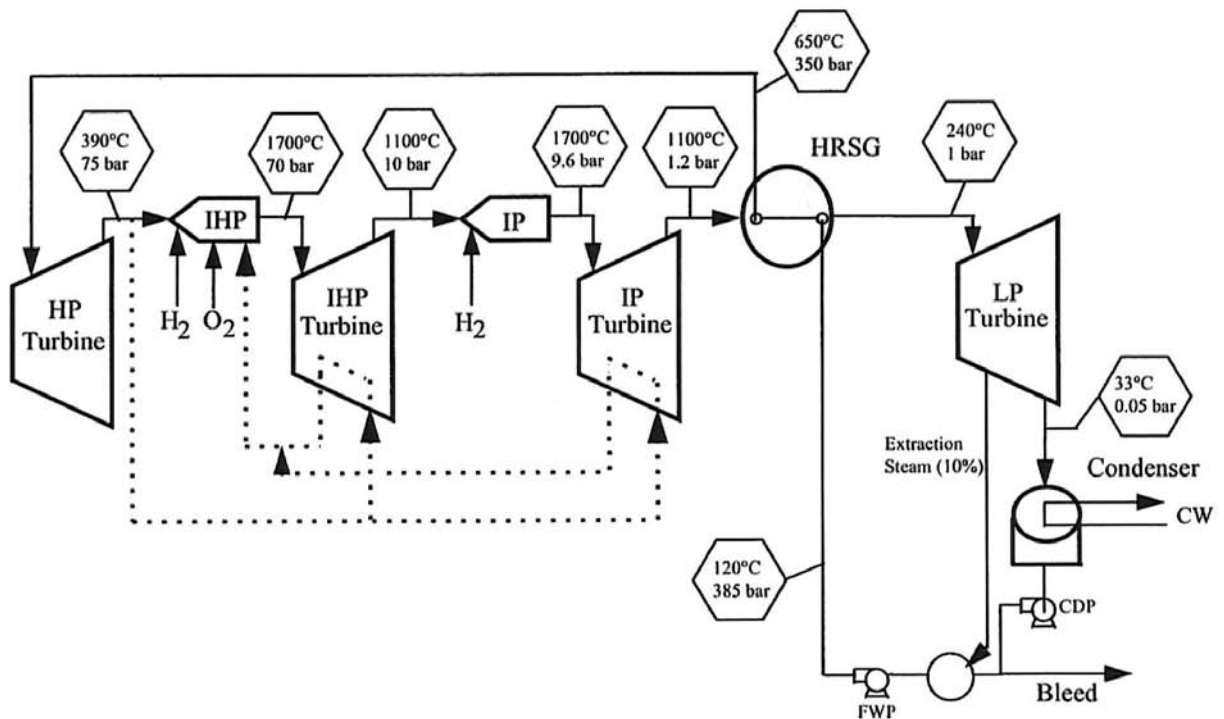 650°C
350 bar
390°C
75 bar
1700°C
70 bar
1100°C
10 bar
1700°C
9.6 bar
1100°C
1.2 bar
HRSG
240°C
1 bar
IHP
IP
HP
Turbine
H2
O2
IHP
Turbine
H2
IP
Turbine
LP
Turbine
33°C
0.05 bar
Extraction
Steam (10%)
Condenser
CW
120°C
385 bar
CDP
FWP
Bleed